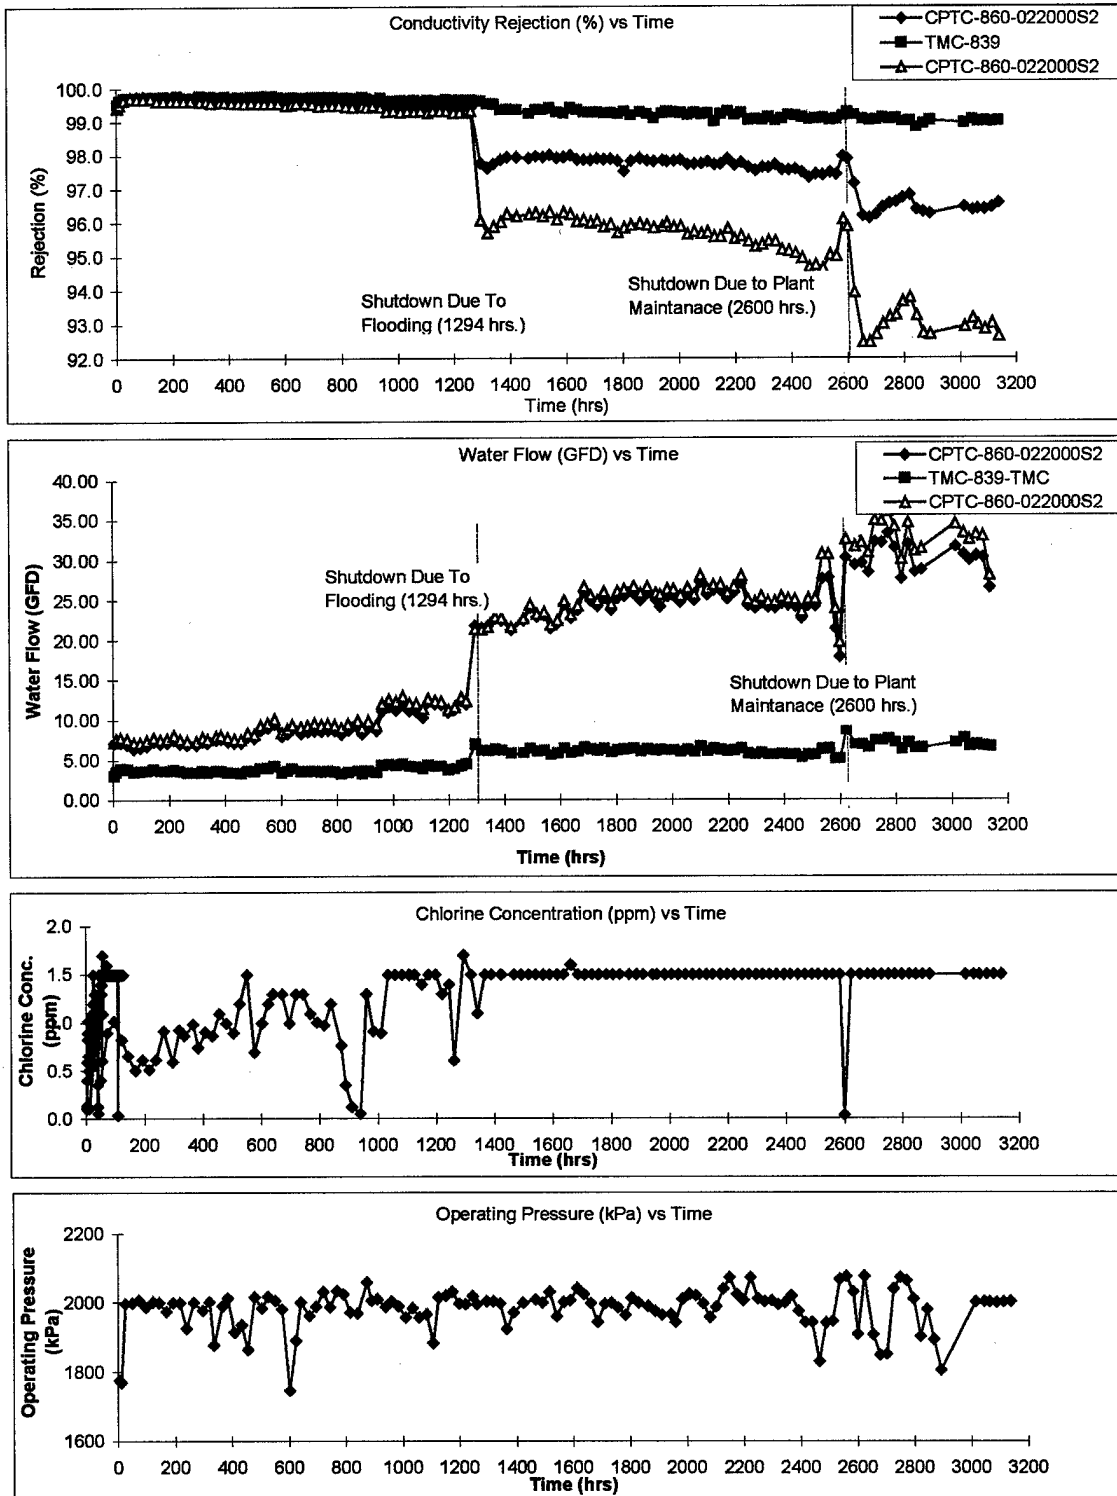 Conductivity Rejection (%) vs Time
CPTC-860-022000S2
TMC-839
CPTC-860-022000S2
Rejection (%)
100.0
99.0
98.0
97.0
96.0
95.0
94.0
93.0
92.0
Shutdown Due To
Flooding (1294 hrs.)
Shutdown Due to Plant
Maintanace (2600 hrs.)
0 200 400 600 800 1000 1200 1400 1600 1800 2000 2200 2400 2600 2800 3000 3200
Time (hrs)
Water Flow (GFD) vs Time
CPTC-860-022000S2
TMC-839-TMC
CPTC-860-022000S2
Water Flow (GFD)
40.00
35.00
30.00
25.00
20.00
15.00
10.00
5.00
0.00
Shutdown Due To
Flooding (1294 hrs.)
Shutdown Due to Plant
Maintanace (2600 hrs.)
0 200 400 600 800 1000 1200 1400 1600 1800 2000 2200 2400 2600 2800 3000 3200
Time (hrs)
Chlorine Concentration (ppm) vs Time
Chlorine Conc.
(ppm)
2.0
1.5
1.0
0.5
0.0
0 200 400 600 800 1000 1200 1400 1600 1800 2000 2200 2400 2600 2800 3000 3200
Time (hrs)
Operating Pressure (kPa) vs Time
Operating Pressure
(kPa)
2200
2000
1800
1600
0 200 400 600 800 1000 1200 1400 1600 1800 2000 2200 2400 2600 2800 3000 3200
Time (hrs)